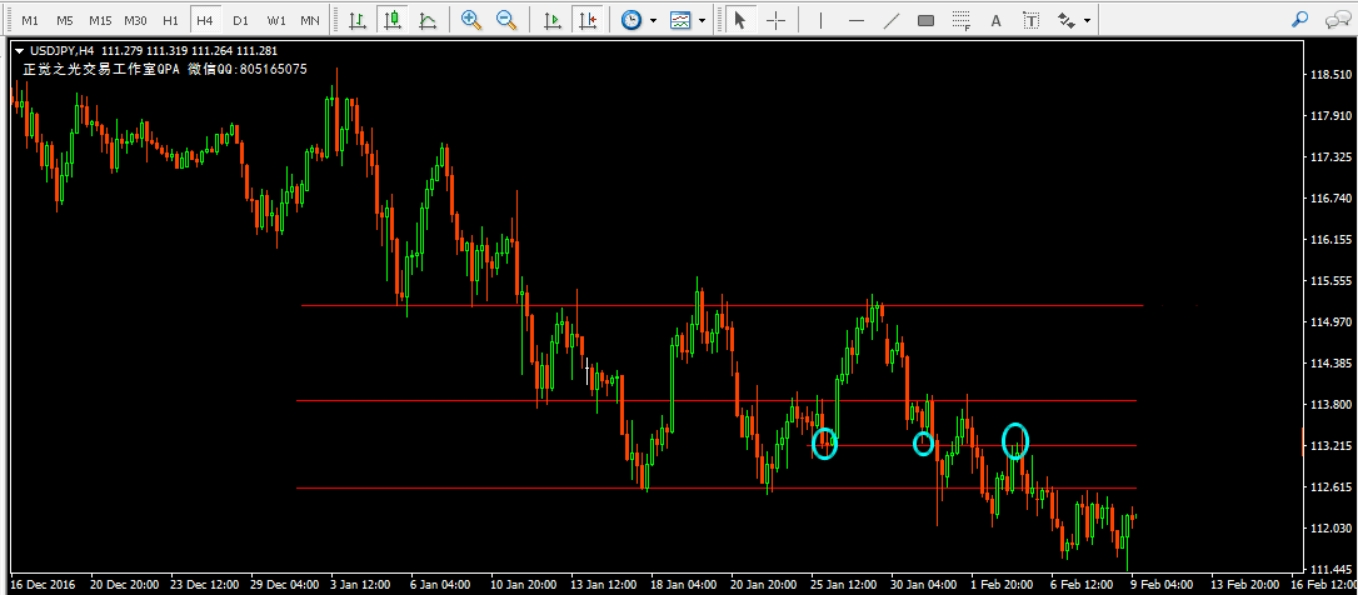 M1 M5 M15 M30 H1 H4 D1 W1 MN
F A T
USDJPY,H4 111.279 111.319 111.264 111.281
正觉之光交易工作室QPA 微信QQ:805165075
118.510
117.910
117.325
116.740
116.155
115.555
114.970
114.385
113.800
113.215
112.615
112.030
111.445
16 Dec 2016 20 Dec 20:00 23 Dec 12:00 29 Dec 04:00 3 Jan 12:00 6 Jan 04:00 10 Jan 20:00 13 Jan 12:00 18 Jan 04:00 20 Jan 20:00 25 Jan 12:00 30 Jan 04:00 1 Feb 20:00 6 Feb 12:00 9 Feb 04:00 13 Feb 20:00 16 Feb 12:00